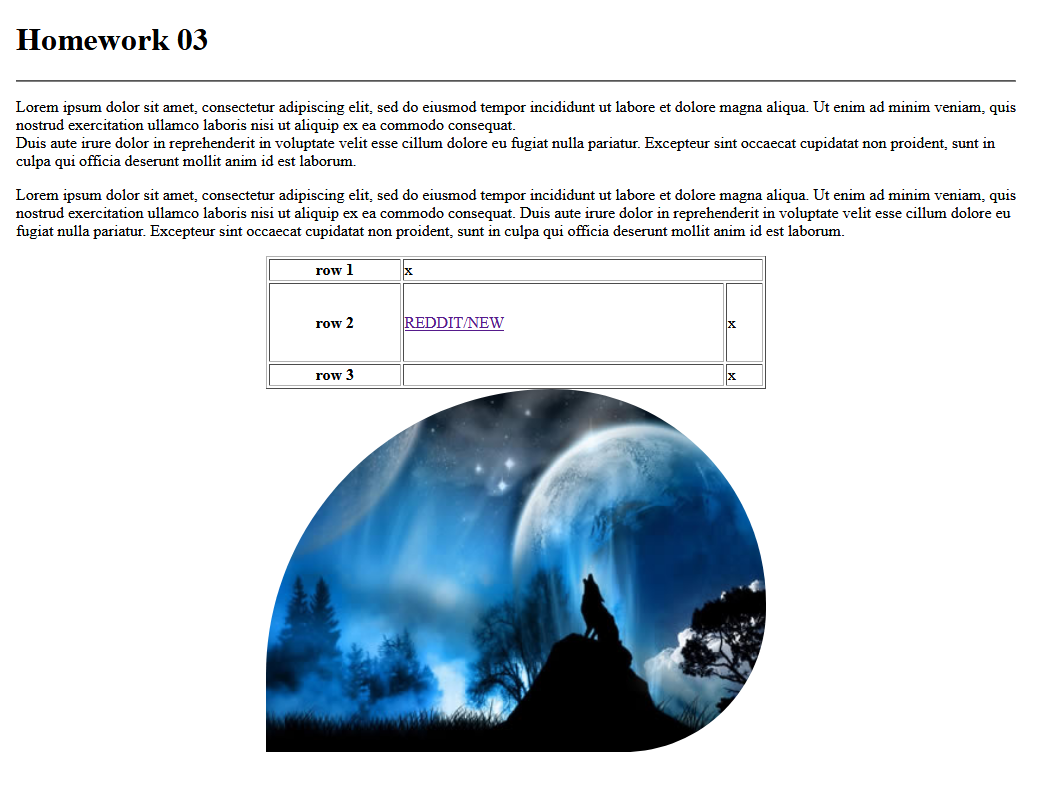 Homework 03
Lorem ipsum dolor sit amet, consectetur adipiscing elit, sed do eiusmod tempor incididunt ut labore et dolore magna aliqua. Ut enim ad minim veniam, quis
nostrud exercitation ullamco laboris nisi ut aliquip ex ea commodo consequat.
Duis aute irure dolor in reprehenderit in voluptate velit esse cillum dolore eu fugiat nulla pariatur. Excepteur sint occaecat cupidatat non proident, sunt in
culpa qui officia deserunt mollit anim id est laborum.
Lorem ipsum dolor sit amet, consectetur adipiscing elit, sed do eiusmod tempor incididunt ut labore et dolore magna aliqua. Ut enim ad minim veniam, quis
nostrud exercitation ullamco laboris nisi ut aliquip ex ea commodo consequat. Duis aute irure dolor in reprehenderit in voluptate velit esse cillum dolore eu
fugiat nulla pariatur. Excepteur sint occaecat cupidatat non proident, sunt in culpa qui officia deserunt mollit anim id est laborum.
row 1 x
row 2 REDDIT/NEW x
row 3 x